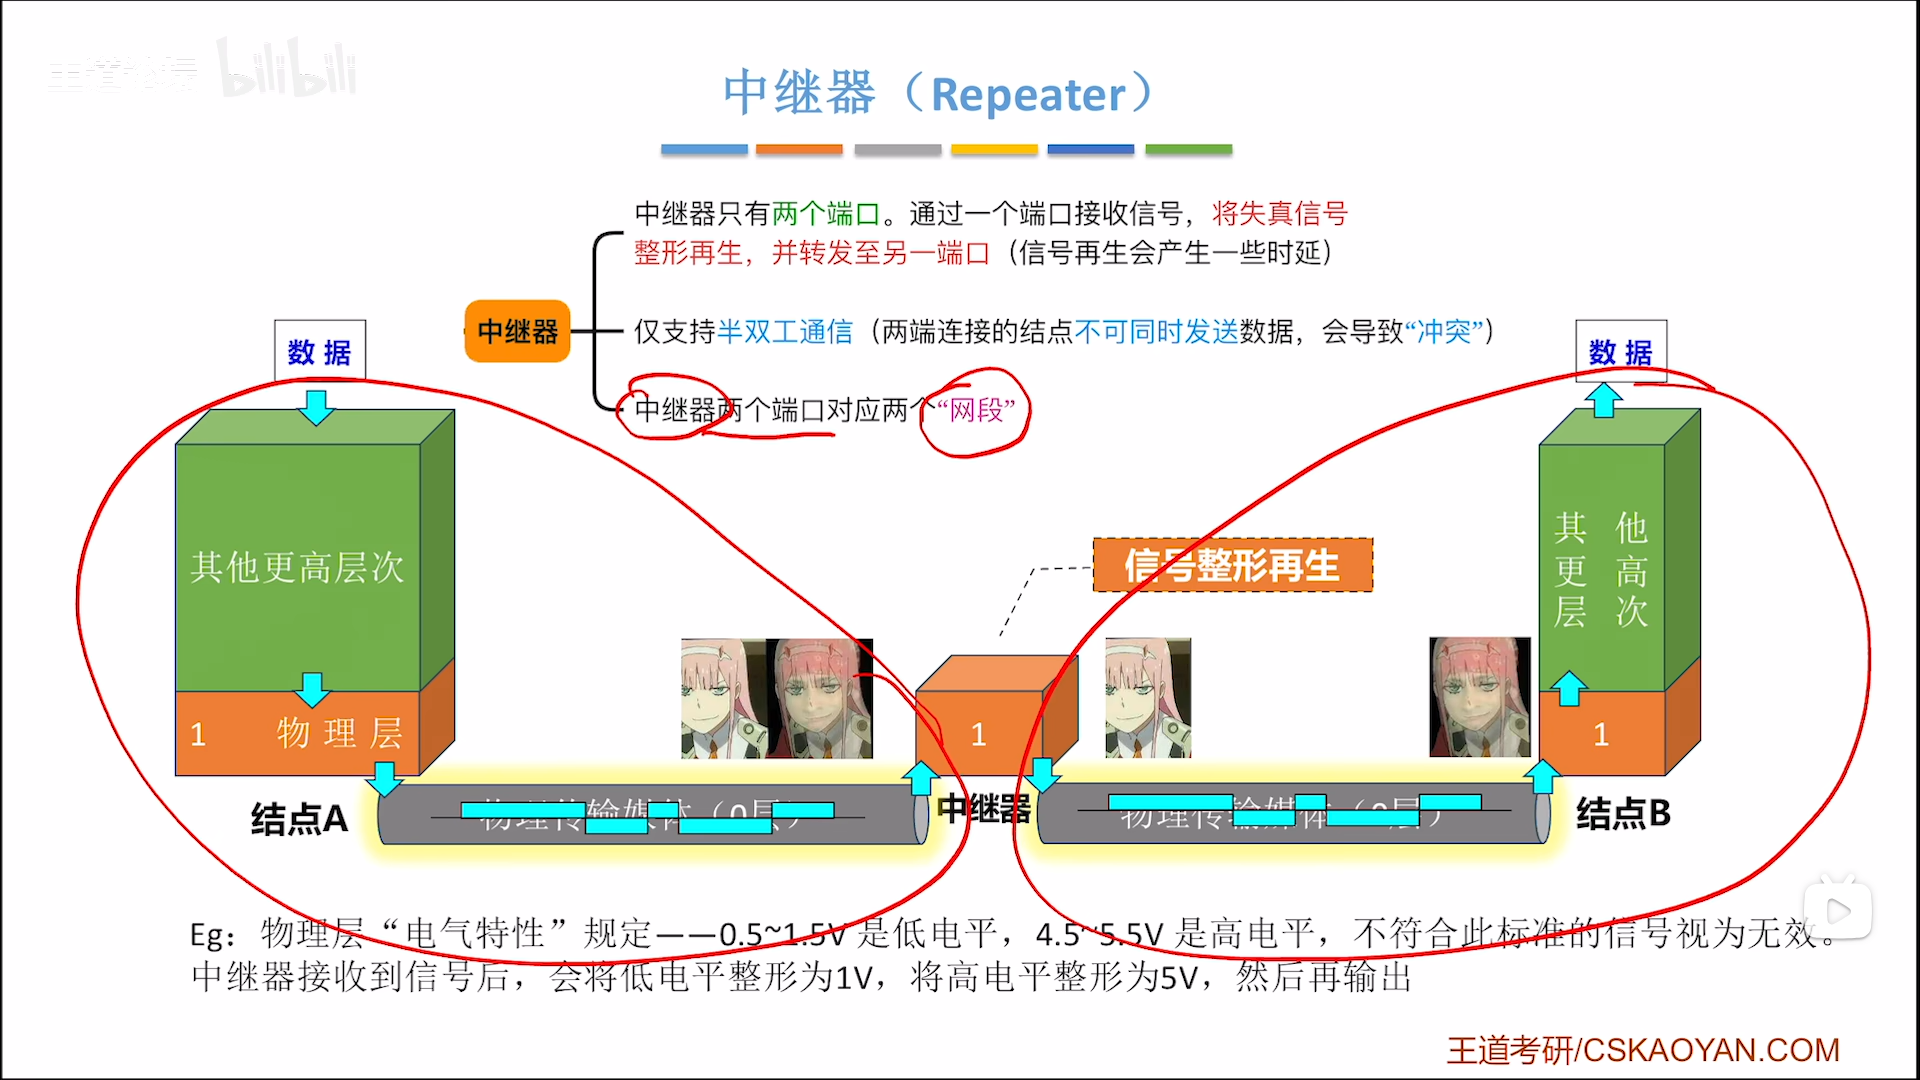 王道论坛 bilibili
中继器（Repeater）
中继器只有两个端口。通过一个端口接收信号，将失真信号
整形再生，并转发至另一端口（信号再生会产生一些时延）
中继器
仅支持半双工通信（两端连接的结点不可同时发送数据，会导致“冲突”）
中继器两个端口对应两个“网段”
数 据
数 据
其他更高层次
其 他
更 高
层 次
信号整形再生
1 物 理 层
1
1
结点A
物理传输媒体（0层）
中继器
物理传输媒体（0层）
结点B
Eg：物理层“电气特性”规定——0.5~1.5V 是低电平，4.5~5.5V 是高电平，不符合此标准的信号视为无效。
中继器接收到信号后，会将低电平整形为1V，将高电平整形为5V，然后再输出
王道考研/CSKAOYAN.COM